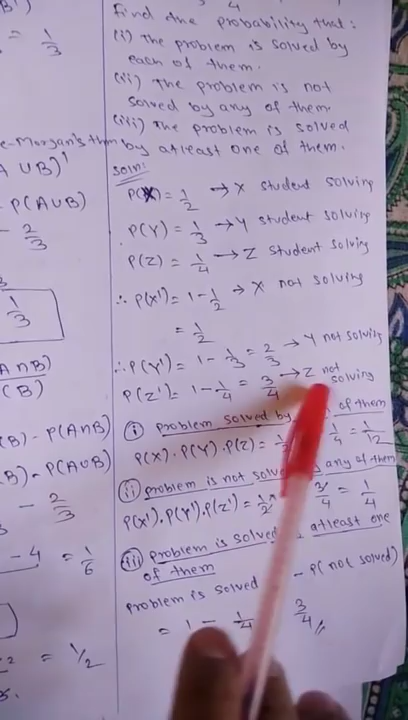 B')
= 1/3
e-Morgan's thm
A ∪ B)'
P(A∪B)
- 2/3
1/3
A∩B)
(B)
(B) - P(A∩B)
B) - P(A∪B)
- 2/3
- 4 = 1/6
= 1/2
4
Find the probability that:
(i) The problem is solved by
each of them.
(ii) The problem is not
solved by any of them.
(iii) The problem is solved
by atleast one of them.
Soln:
P(X) = 1/2 → X student solving
P(Y) = 1/3 → Y student solving
P(Z) = 1/4 → Z student solving
∴ P(X') = 1 - 1/2 → X not solving
= 1/2
∴ P(Y') = 1 - 1/3 = 2/3 → Y not solving
P(Z') = 1 - 1/4 = 3/4 → Z not solving
(i) problem solved by of them
P(X) . P(Y) . P(Z) = 1/4 = 1/12
(ii) problem is not any of them
P(X') . P(Y') . P(Z') = 1/2 × 3/4 = 1/4
(iii) problem is solved atleast one
of them
problem is solved - P(not solved)
= 1 - 1/4 3/4 //